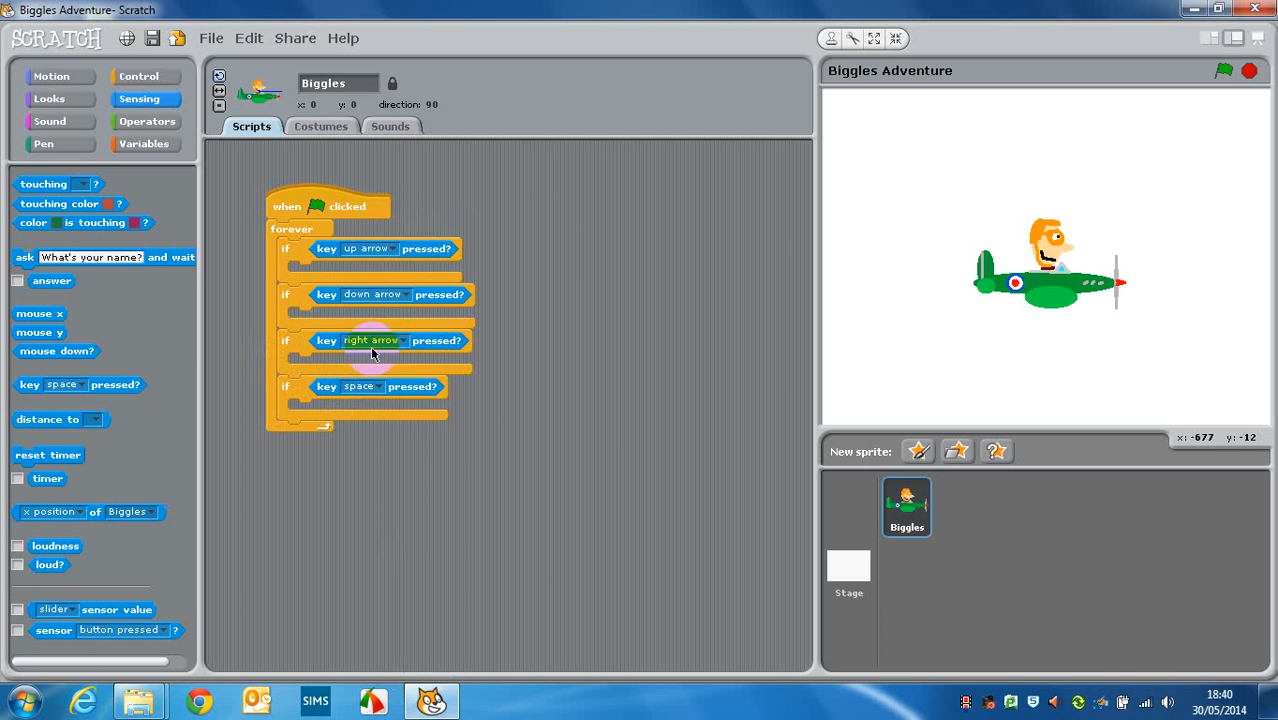 Biggles Adventure- Scratch
SCRATCH File Edit Share Help
Motion Control
Looks Sensing
Sound Operators
Pen Variables
touching ?
touching color ?
color is touching ?
ask What's your name? and wait
answer
mouse x
mouse y
mouse down?
key space pressed?
distance to
reset timer
timer
x position of Biggles
loudness
loud?
slider sensor value
sensor button pressed ?
Biggles
x: 0 y: 0 direction: 90
Scripts Costumes Sounds
when clicked
forever
if key up arrow pressed?
if key down arrow pressed?
if key right arrow pressed?
if key space pressed?
Biggles Adventure
x: -677 y: -12
New sprite:
Biggles
Stage
SIMS
18:40
30/05/2014